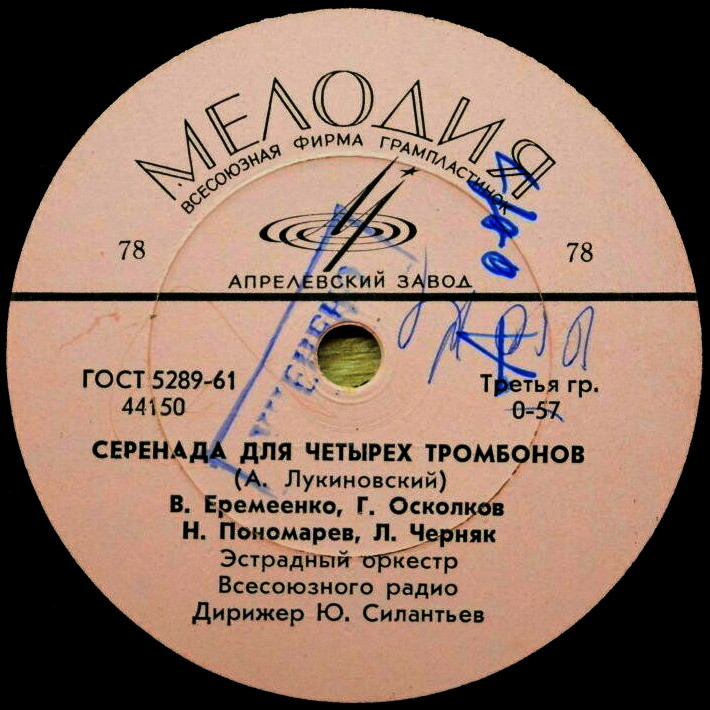 МЕЛОДИЯ
ВСЕСОЮЗНАЯ ФИРМА ГРАМПЛАСТИНОК
78 78
АПРЕЛЕВСКИЙ ЗАВОД
ГОСТ 5289-61 Третья гр.
44150 0-57
СЕРЕНАДА ДЛЯ ЧЕТЫРЕХ ТРОМБОНОВ
(А. Лукиновский)
В. Еремеенко, Г. Осколков
Н. Пономарев, Л. Черняк
Эстрадный оркестр
Всесоюзного радио
Дирижер Ю. Силантьев